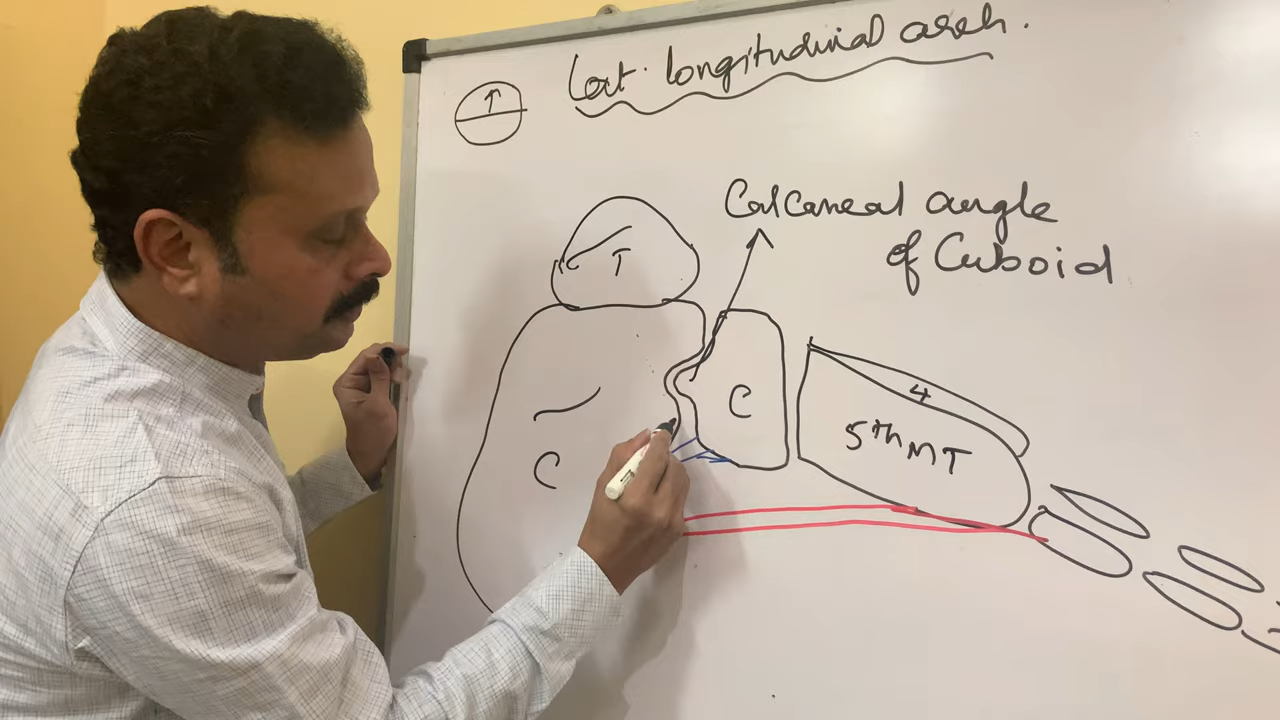 Lat. longitudinal arch.
Calcaneal angle
of Cuboid
T
C
C
4
5th MT